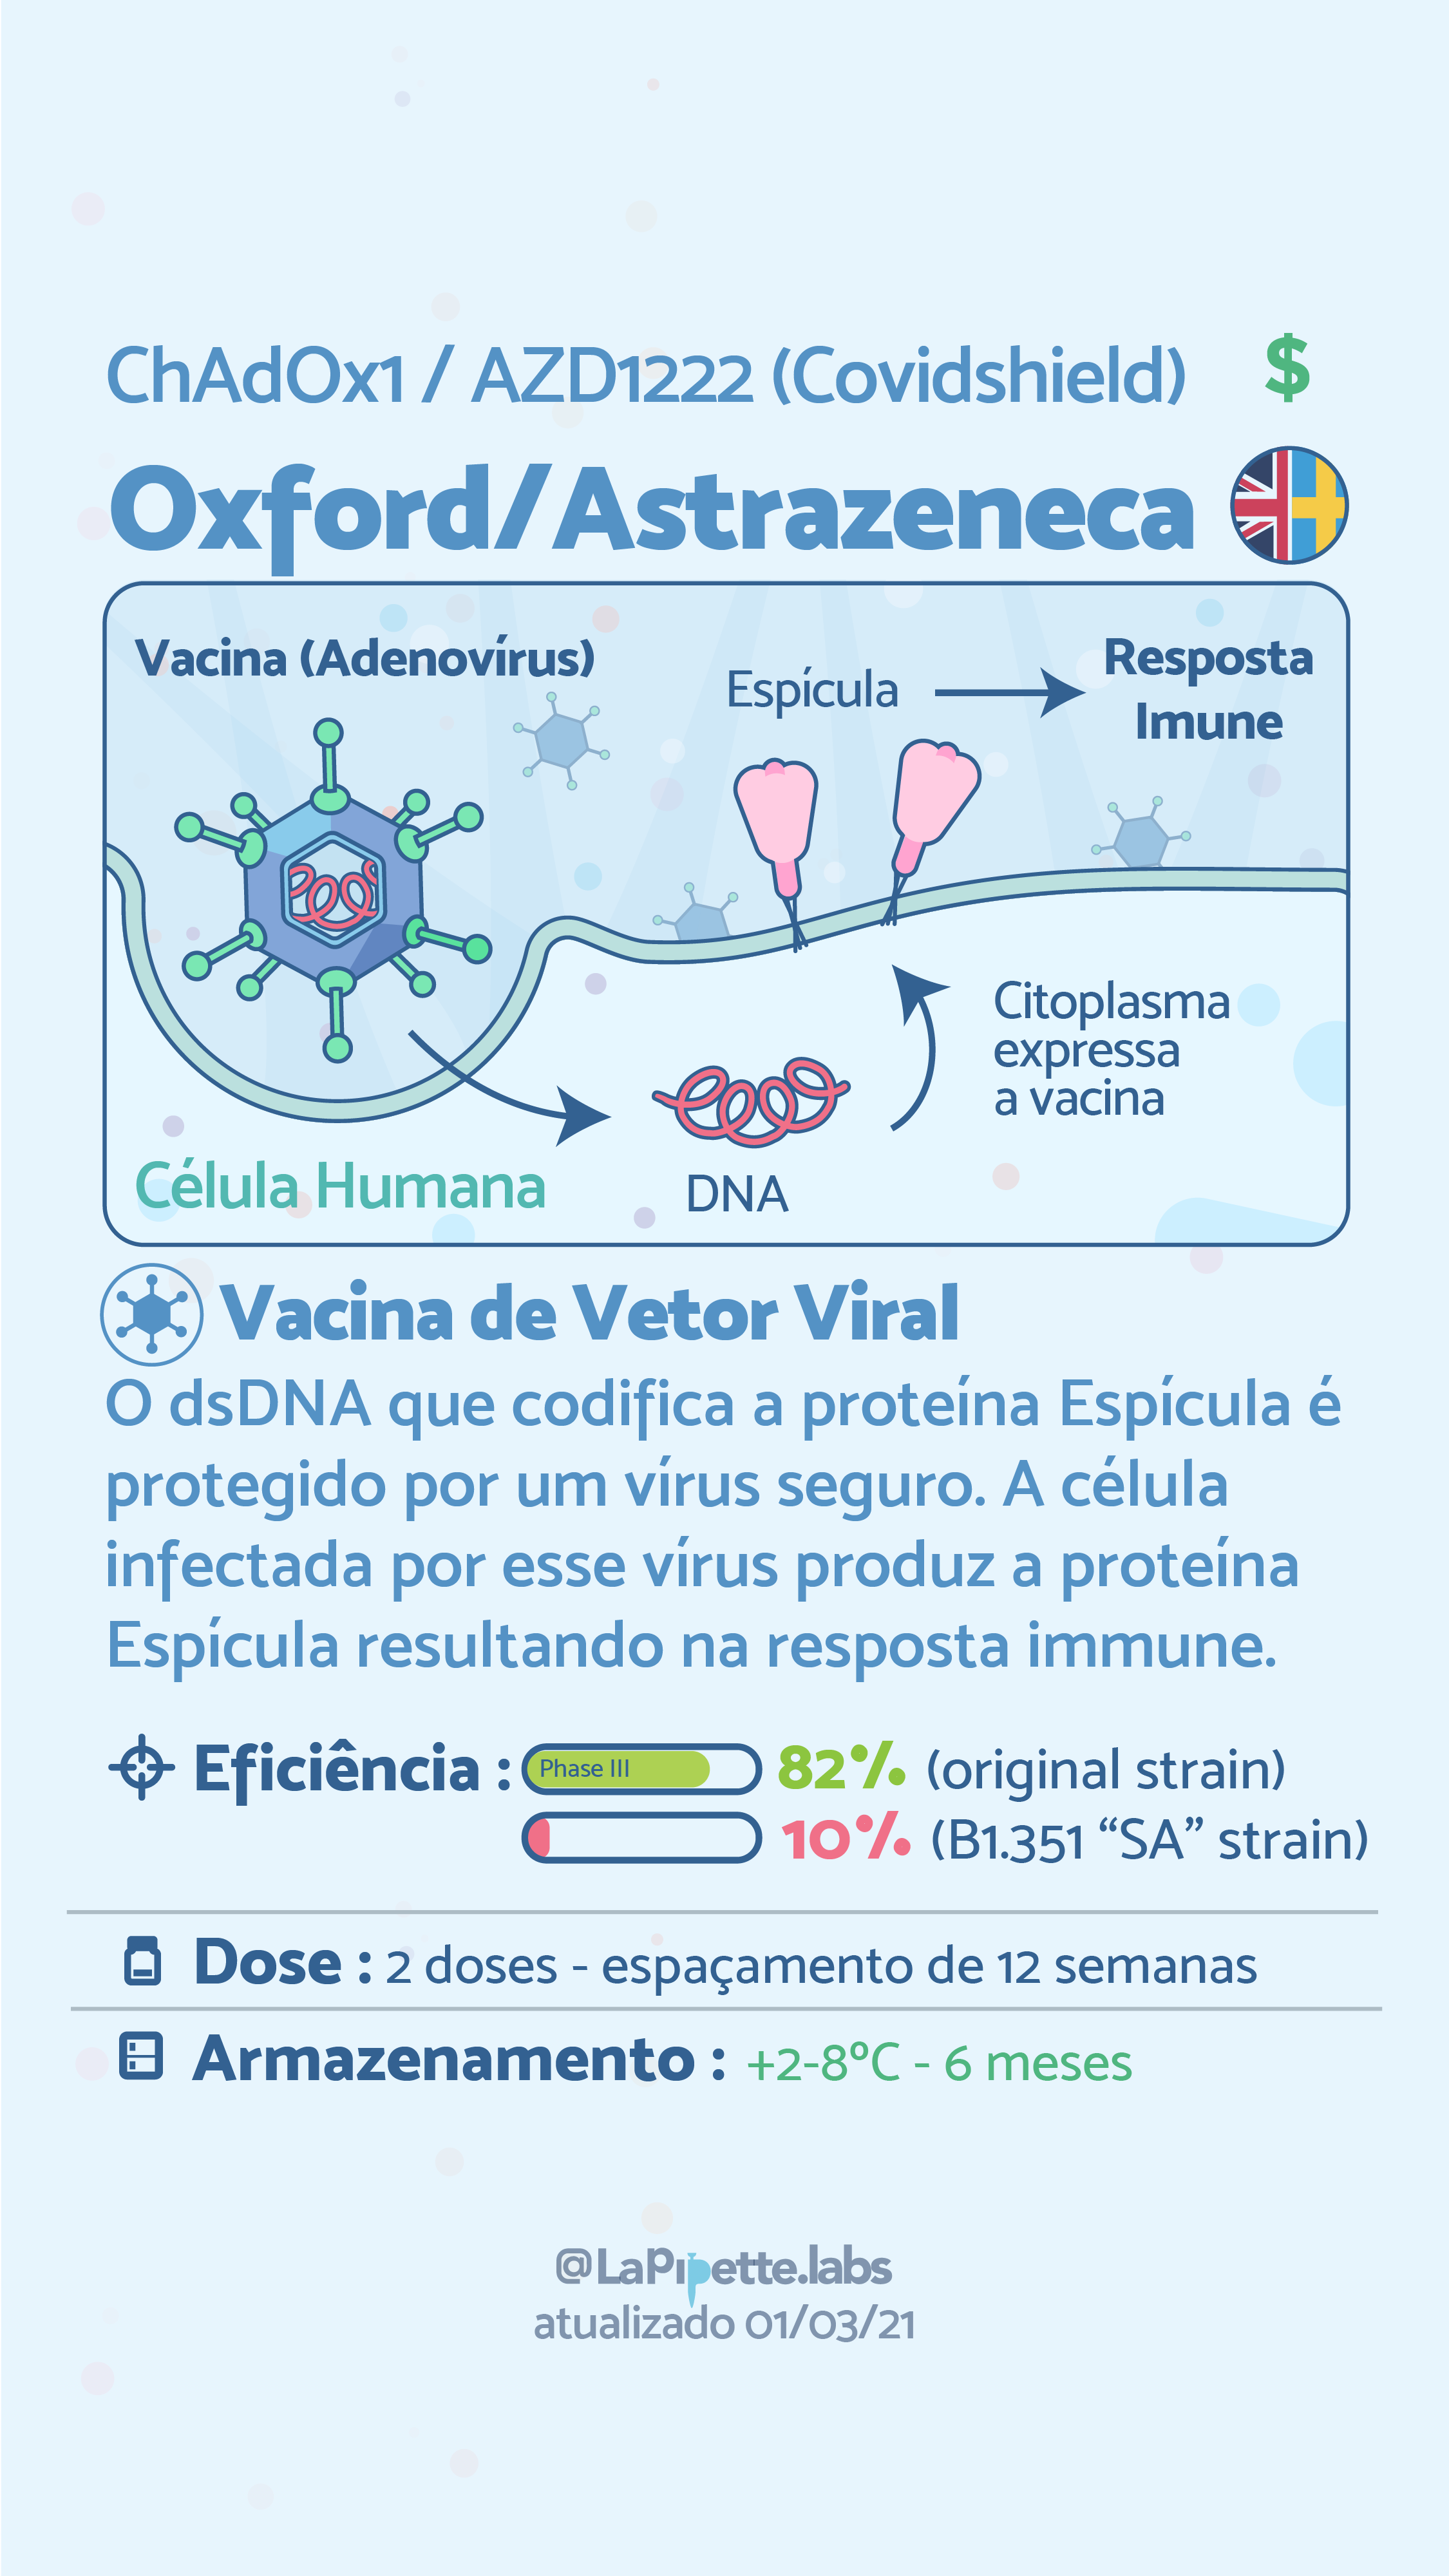 ChAdOx1 / AZD1222 (Covidshield) $
Oxford/Astrazeneca
Vacina (Adenovírus)
Espícula
Resposta
Imune
Citoplasma
expressa
a vacina
Célula Humana
DNA
Vacina de Vetor Viral
O dsDNA que codifica a proteína Espícula é
protegido por um vírus seguro. A célula
infectada por esse vírus produz a proteína
Espícula resultando na resposta immune.
Eficiência : Phase III 82% (original strain)
10% (B1.351 “SA” strain)
Dose : 2 doses - espaçamento de 12 semanas
Armazenamento : +2-8ºC - 6 meses
@LaPipette.labs
atualizado 01/03/21